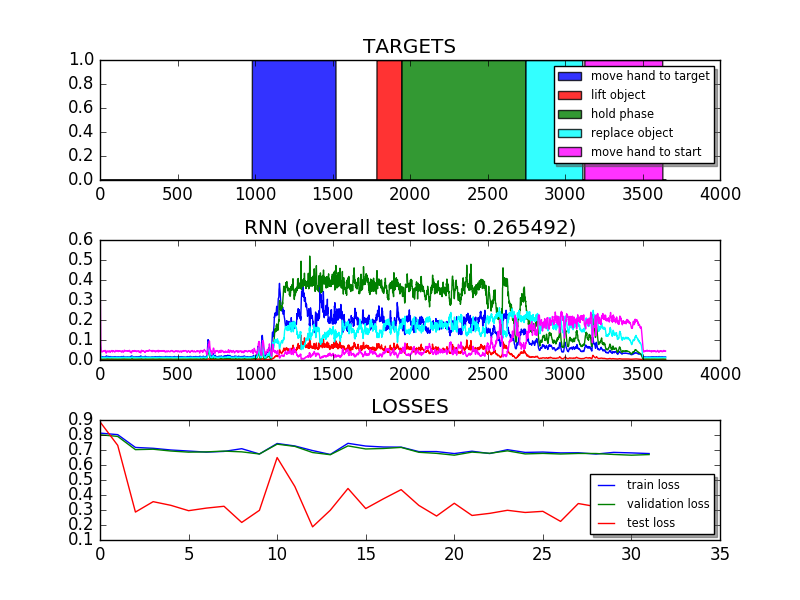 TARGETS
1.0
0.8
0.6
0.4
0.2
0.0
move hand to target
lift object
hold phase
replace object
move hand to start
0 500 1000 1500 2000 2500 3000 3500 4000
RNN (overall test loss: 0.265492)
0.6
0.5
0.4
0.3
0.2
0.1
0.0
0 500 1000 1500 2000 2500 3000 3500 4000
LOSSES
0.9
0.8
0.7
0.6
0.5
0.4
0.3
0.2
0.1
train loss
validation loss
test loss
0 5 10 15 20 25 30 35